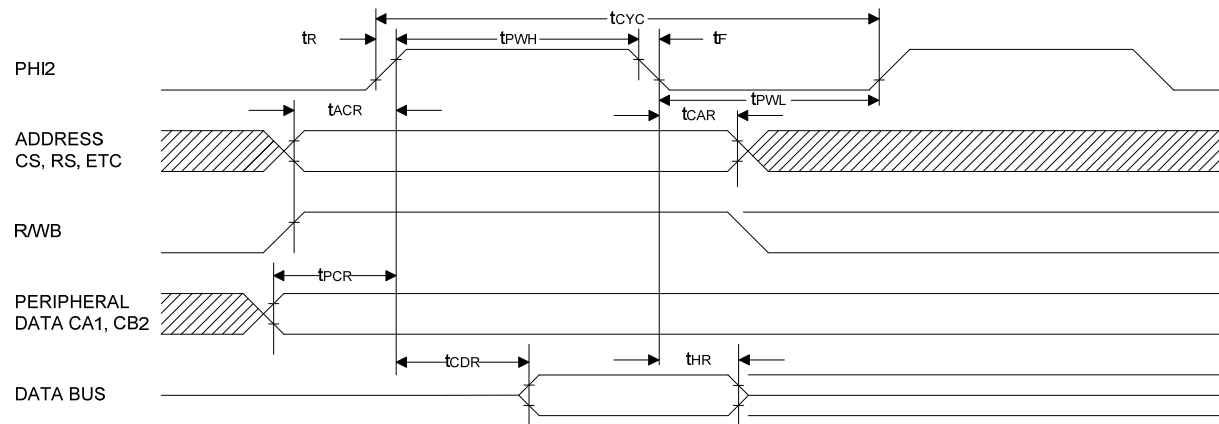 tCYC
tR
tPWH
tF
PHI2
tACR
tPWL
tCAR
ADDRESS
CS, RS, ETC
R/WB
tPCR
PERIPHERAL
DATA CA1, CB2
tCDR
tHR
DATA BUS